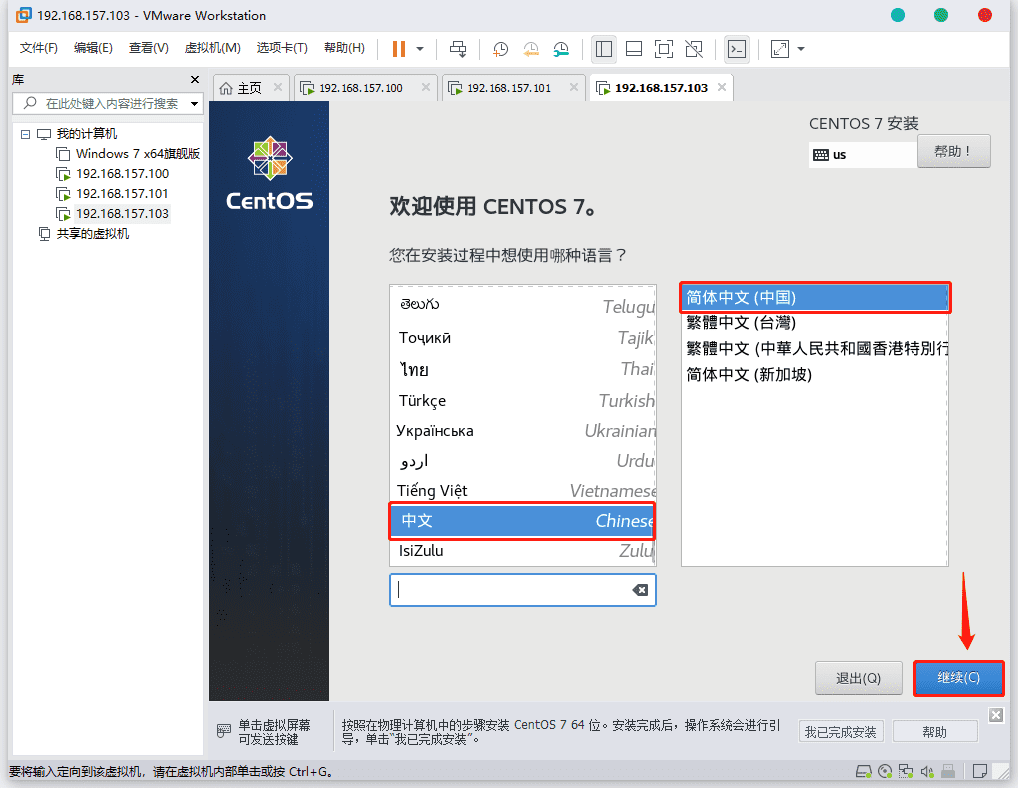 192.168.157.103 - VMware Workstation
文件(F) 编辑(E) 查看(V) 虚拟机(M) 选项卡(T) 帮助(H)
库
在此处键入内容进行搜索
我的计算机
Windows 7 x64旗舰版
192.168.157.100
192.168.157.101
192.168.157.103
共享的虚拟机
主页 192.168.157.100 192.168.157.101 192.168.157.103
CentOS
CENTOS 7 安装
us
帮助！
欢迎使用 CENTOS 7。
您在安装过程中想使用哪种语言？
తెలుగు Telugu
Тоҷикӣ Tajik
ไทย Thai
Türkçe Turkish
Українська Ukrainian
اردو Urdu
Tiếng Việt Vietnamese
中文 Chinese
IsiZulu Zulu
简体中文 (中国)
繁體中文 (台灣)
繁體中文 (中華人民共和國香港特別行
简体中文 (新加坡)
退出(Q) 继续(C)
单击虚拟屏幕
可发送按键
按照在物理计算机中的步骤安装 CentOS 7 64 位。安装完成后，操作系统会进行引
导，单击"我已完成安装"。
我已完成安装 帮助
要将输入定向到该虚拟机，请在虚拟机内部单击或按 Ctrl+G。